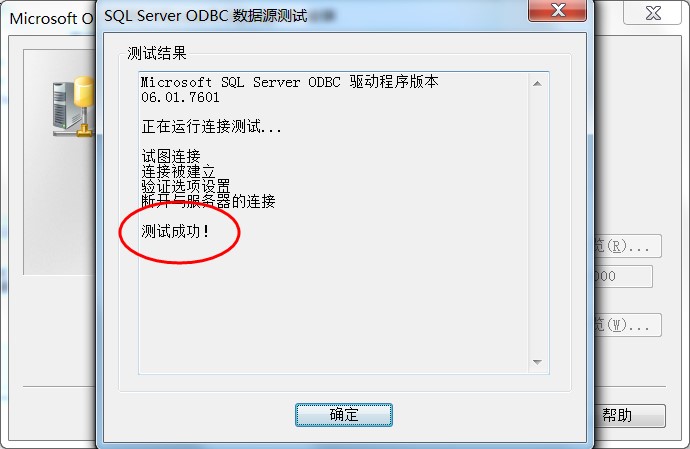 Microsoft O
SQL Server ODBC 数据源测试
测试结果
Microsoft SQL Server ODBC 驱动程序版本
06.01.7601
正在运行连接测试...
试图连接
连接被建立
验证选项设置
断开与服务器的连接
测试成功!
览(R)...
000
览(W)...
确定
帮助